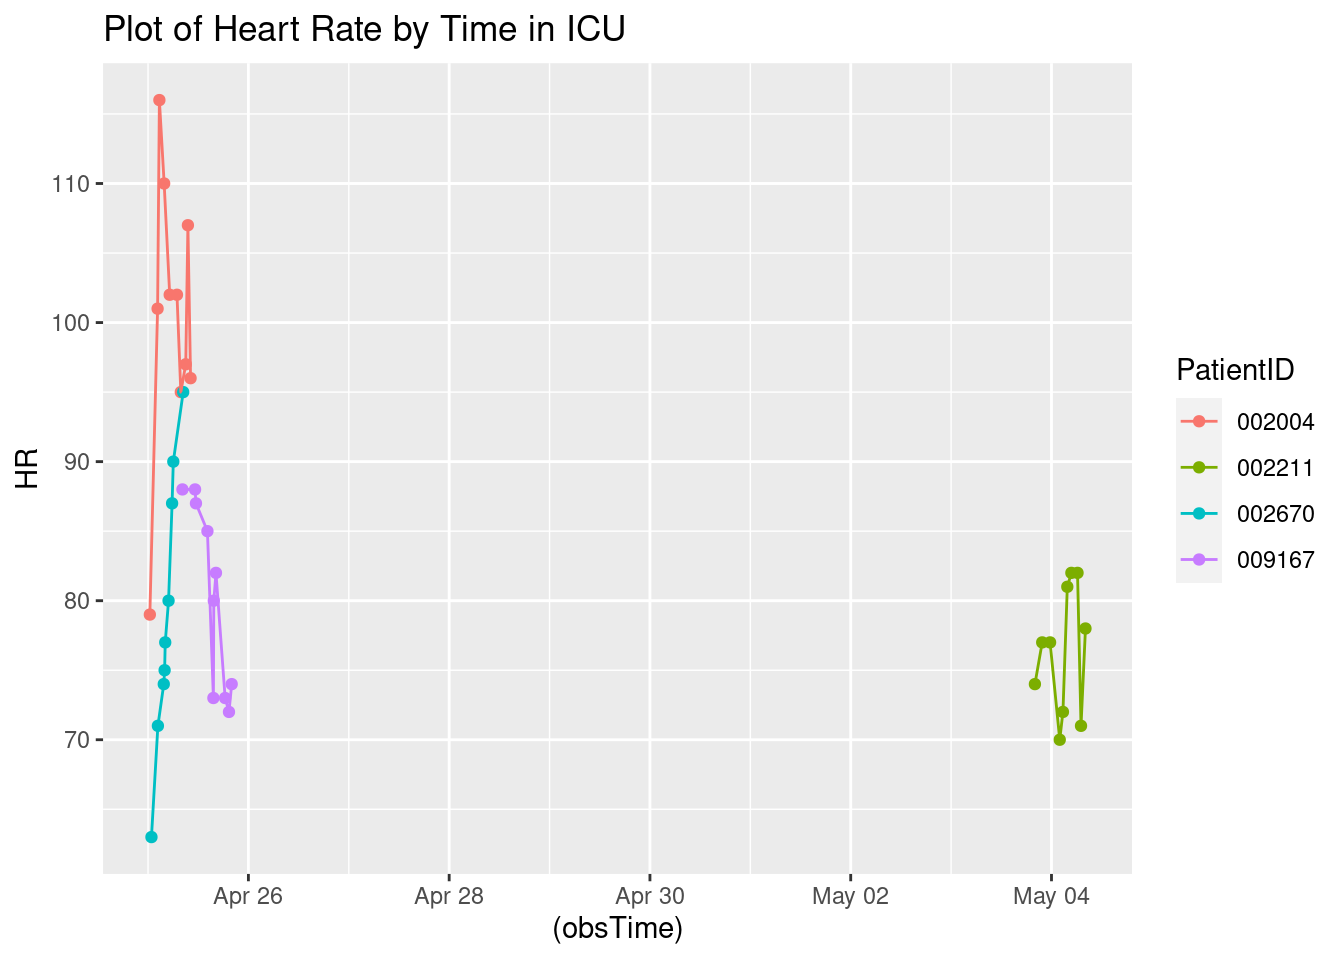 Plot of Heart Rate by Time in ICU
HR
110
100
90
80
70
Apr 26
Apr 28
Apr 30
May 02
May 04
(obsTime)
PatientID
002004
002211
002670
009167